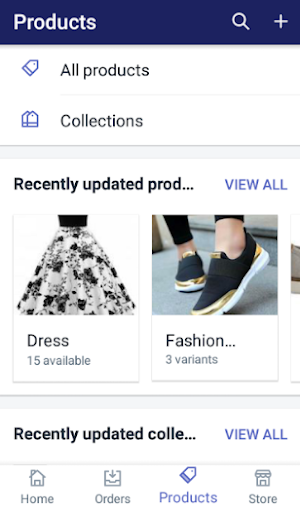 Products
All products
Collections
Recently updated prod... VIEW ALL
Dress
15 available
Fashion...
3 variants
Recently updated colle... VIEW ALL
Home Orders Products Store